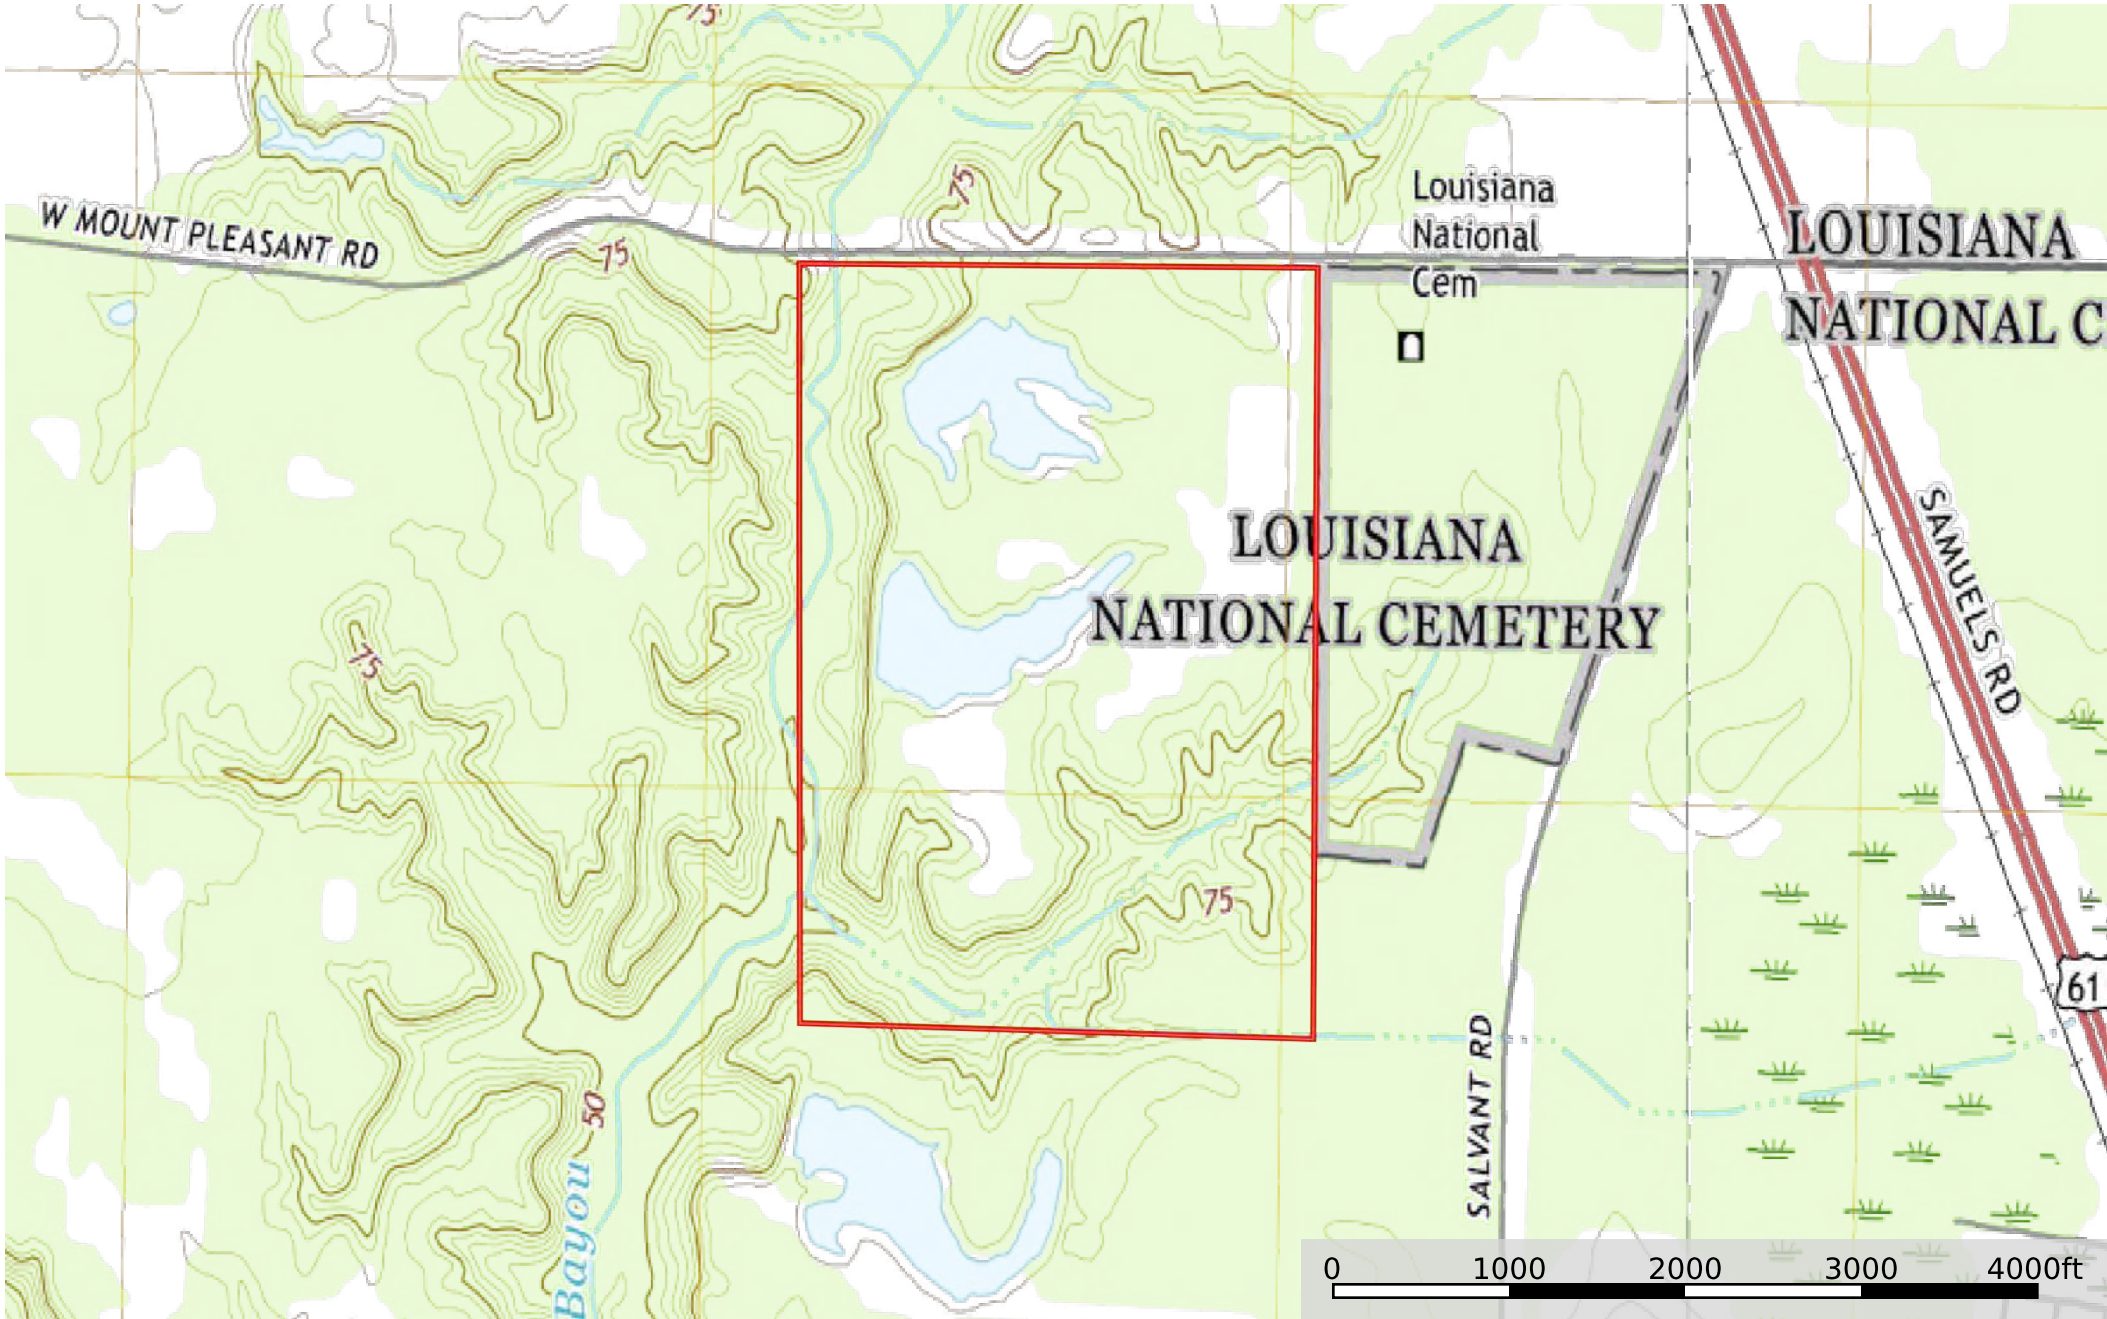 75
75
W MOUNT PLEASANT RD
75
Louisiana
National
Cem
LOUISIANA
NATIONAL C
LOUISIANA
NATIONAL CEMETERY
SAMUELS RD
75
75
61
50
SALVANT RD
Bayou
0 1000 2000 3000 4000ft